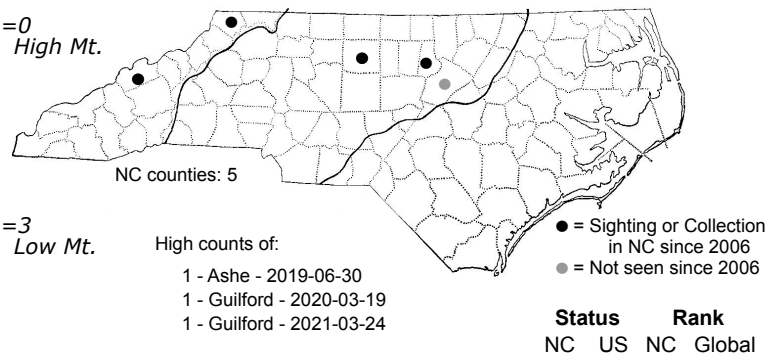 =0
High Mt.
NC counties: 5
=3
Low Mt.
High counts of:
1 - Ashe - 2019-06-30
1 - Guilford - 2020-03-19
1 - Guilford - 2021-03-24
= Sighting or Collection
in NC since 2006
= Not seen since 2006
Status Rank
NC US NC Global